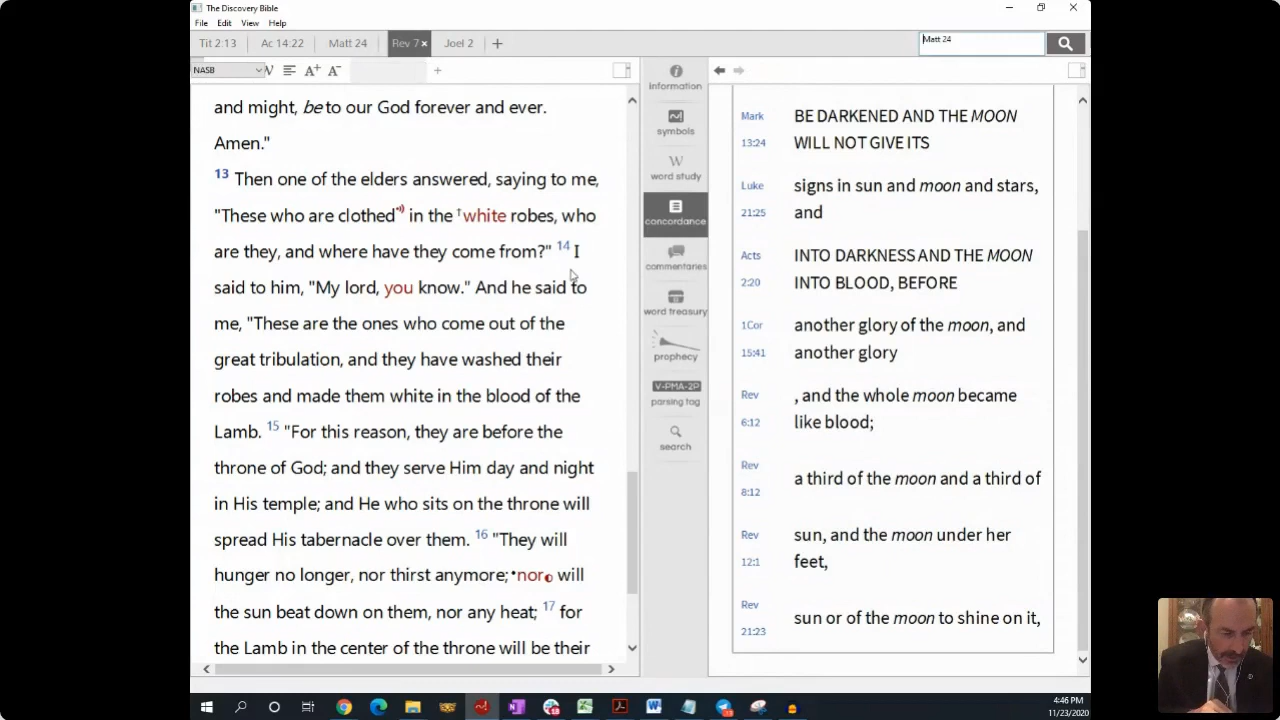 The Discovery Bible
File Edit View Help
Tit 2:13 Ac 14:22 Matt 24 Rev 7 × Joel 2 +
Matt 24
NASB A+ A-
+
and might, be to our God forever and ever.
Amen."
13 Then one of the elders answered, saying to me,
"These who are clothed in the †white robes, who
are they, and where have they come from?" 14 I
said to him, "My lord, you know." And he said to
me, "These are the ones who come out of the
great tribulation, and they have washed their
robes and made them white in the blood of the
Lamb. 15 "For this reason, they are before the
throne of God; and they serve Him day and night
in His temple; and He who sits on the throne will
spread His tabernacle over them. 16 "They will
hunger no longer, nor thirst anymore; •nor will
the sun beat down on them, nor any heat; 17 for
the Lamb in the center of the throne will be their
information
symbols
W
word study
concordance
commentaries
word treasury
prophecy
V-PMA-2P
parsing tag
search
Mark BE DARKENED AND THE MOON
13:24 WILL NOT GIVE ITS
Luke signs in sun and moon and stars,
21:25 and
Acts INTO DARKNESS AND THE MOON
2:20 INTO BLOOD, BEFORE
1Cor another glory of the moon, and
15:41 another glory
Rev , and the whole moon became
6:12 like blood;
Rev
8:12 a third of the moon and a third of
Rev sun, and the moon under her
12:1 feet,
Rev
21:23 sun or of the moon to shine on it,
4:46 PM
11/23/2020